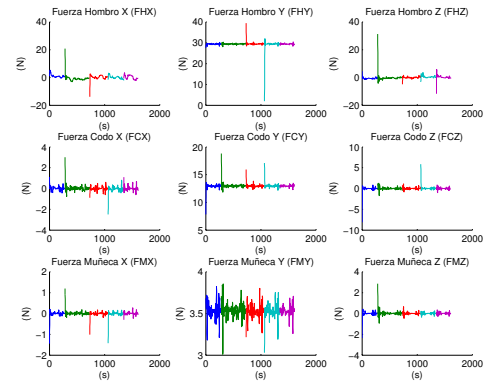 Fuerza Hombro X (FHX)
40
20
0
−20
(N)
0
1000
2000
(s)
Fuerza Hombro Y (FHY)
40
30
20
10
0
(N)
0
1000
2000
(s)
Fuerza Hombro Z (FHZ)
40
20
0
−20
(N)
0
1000
2000
(s)
Fuerza Codo X (FCX)
4
2
0
−2
−4
(N)
0
1000
2000
(s)
Fuerza Codo Y (FCY)
20
15
10
5
(N)
0
1000
2000
(s)
Fuerza Codo Z (FCZ)
10
5
0
−5
−10
(N)
0
1000
2000
(s)
Fuerza Muñeca X (FMX)
2
1
0
−1
−2
(N)
0
1000
2000
(s)
Fuerza Muñeca Y (FMY)
4
3.5
3
(N)
0
1000
2000
(s)
Fuerza Muñeca Z (FMZ)
4
2
0
−2
−4
(N)
0
1000
2000
(s)